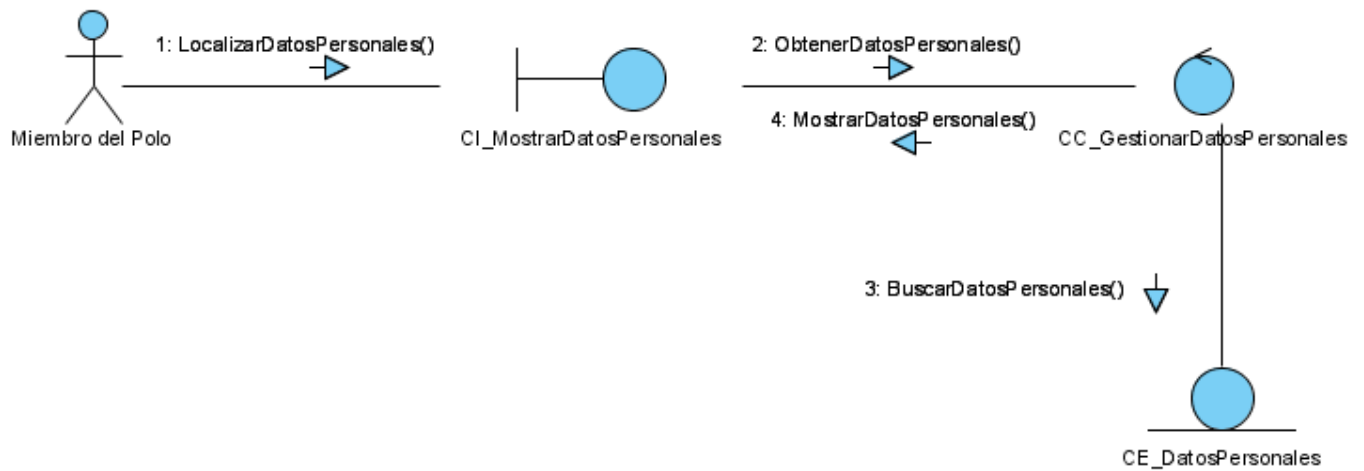 1: LocalizarDatosPersonales()
2: ObtenerDatosPersonales()
4: MostrarDatosPersonales()
Miembro del Polo
CI_MostrarDatosPersonales
CC_GestionarDatosPersonales
3: BuscarDatosPersonales()
CE_DatosPersonales